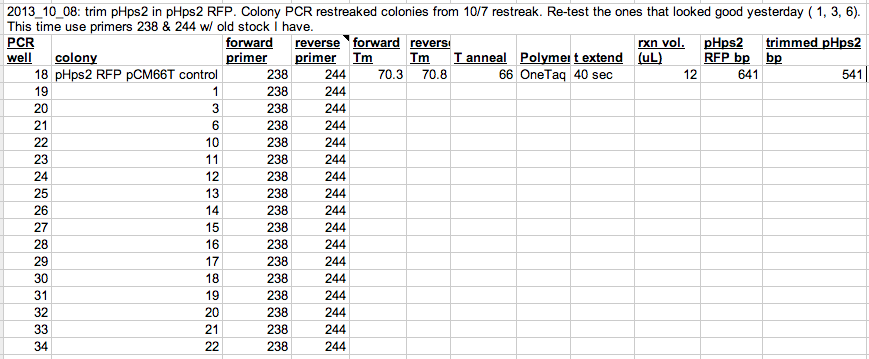 2013_10_08: trim pHps2 in pHps2 RFP. Colony PCR restreaked colonies from 10/7 restreak. Re-test the ones that looked good yesterday ( 1, 3, 6).
This time use primers 238 & 244 w/ old stock I have.
PCR forward reverse forward revers rxn vol. pHps2 trimmed pHps2
well colony primer primer Tm Tm T anneal Polymer t extend (uL) RFP bp bp
18 pHps2 RFP pCM66T control 238 244 70.3 70.8 66 OneTaq 40 sec 12 641 541
19 1 238 244
20 3 238 244
21 6 238 244
22 10 238 244
23 11 238 244
24 12 238 244
25 13 238 244
26 14 238 244
27 15 238 244
28 16 238 244
29 17 238 244
30 18 238 244
31 19 238 244
32 20 238 244
33 21 238 244
34 22 238 244